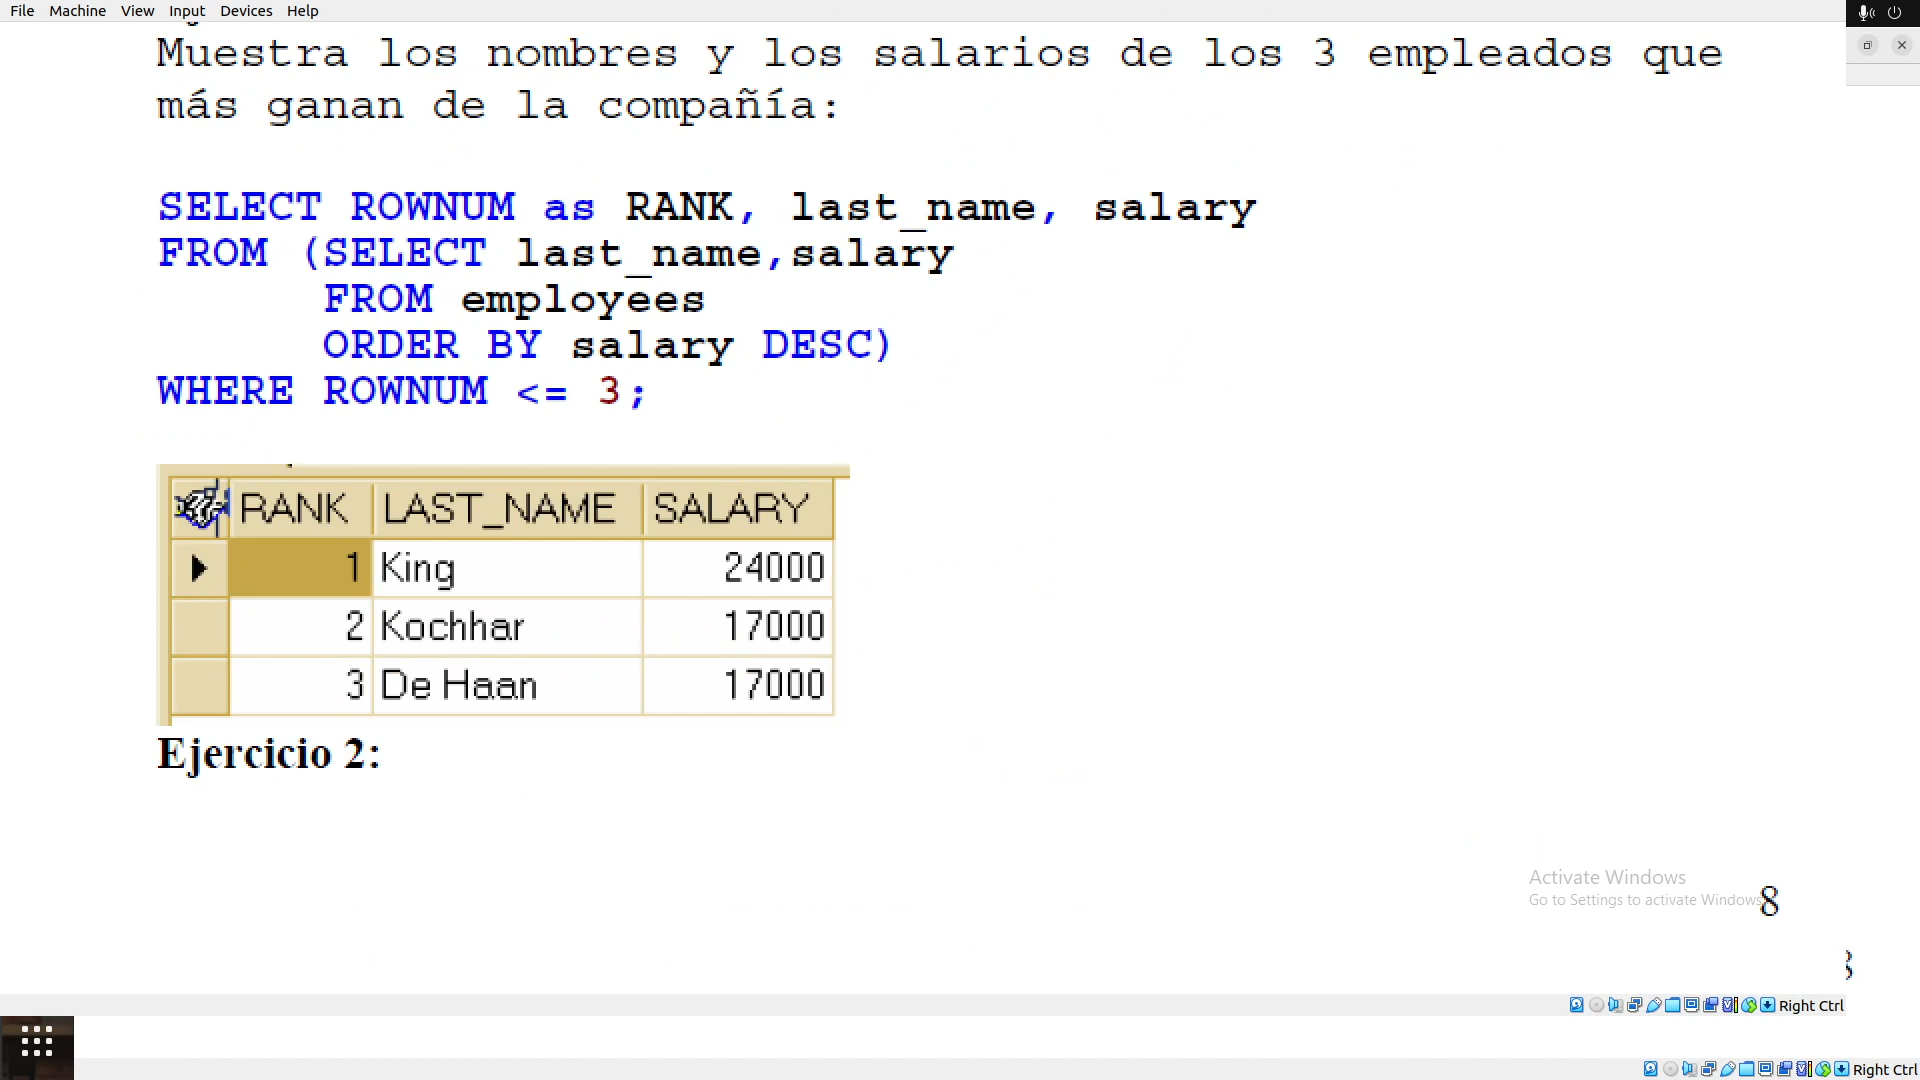 File Machine View Input Devices Help
Muestra los nombres y los salarios de los 3 empleados que
más ganan de la compañía:
SELECT ROWNUM as RANK, last_name, salary
FROM (SELECT last_name,salary
FROM employees
ORDER BY salary DESC)
WHERE ROWNUM <= 3;
RANK LAST_NAME SALARY
1 King 24000
2 Kochhar 17000
3 De Haan 17000
Ejercicio 2:
Activate Windows
Go to Settings to activate Windows
8
Right Ctrl
Right Ctrl